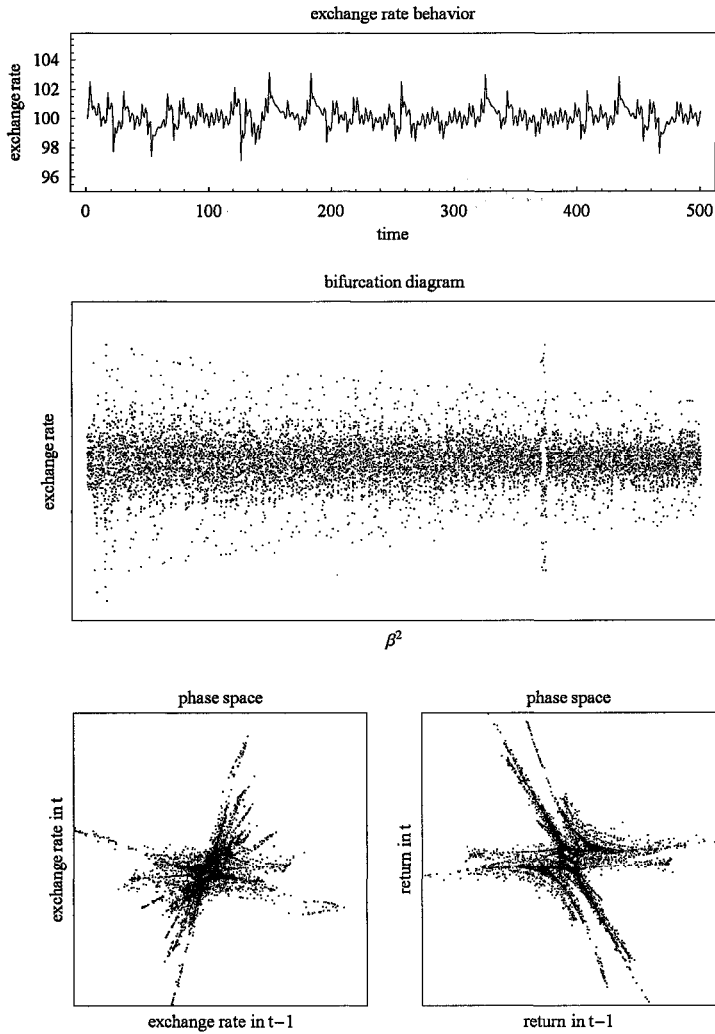 exchange rate behavior
exchange rate
104
102
100
98
96
0 100 200 300 400 500
time
bifurcation diagram
exchange rate
β²
phase space
exchange rate in t
exchange rate in t−1
phase space
return in t
return in t−1